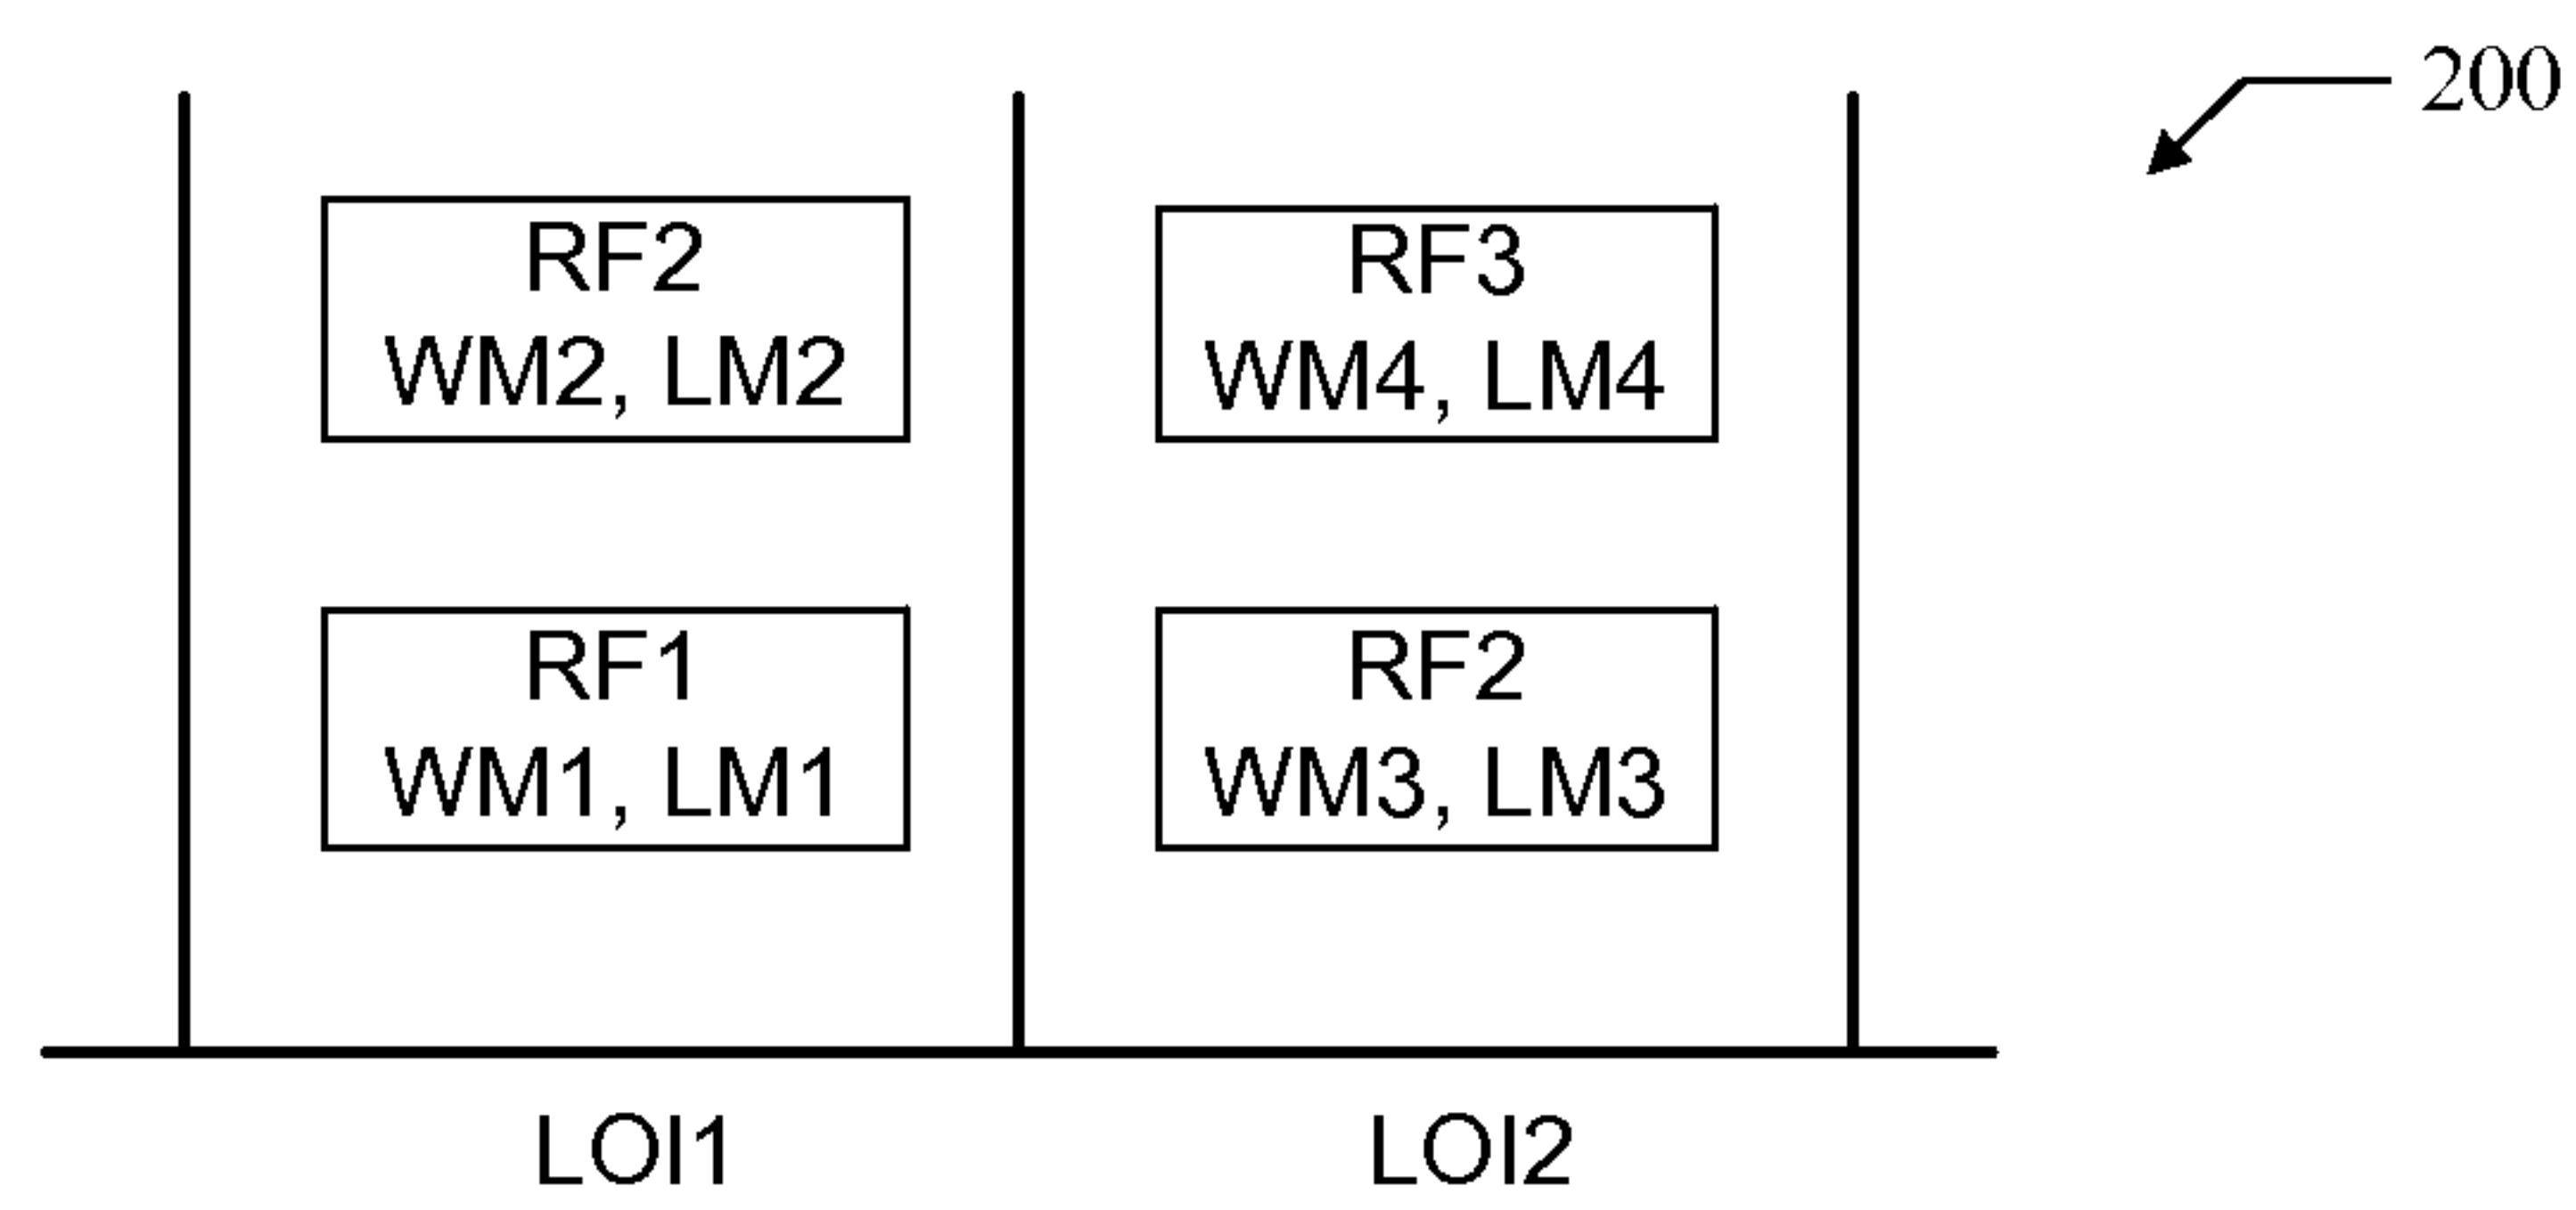 200
RF2
WM2, LM2
RF3
WM4, LM4
RF1
WM1, LM1
RF2
WM3, LM3
LOI1
LOI2